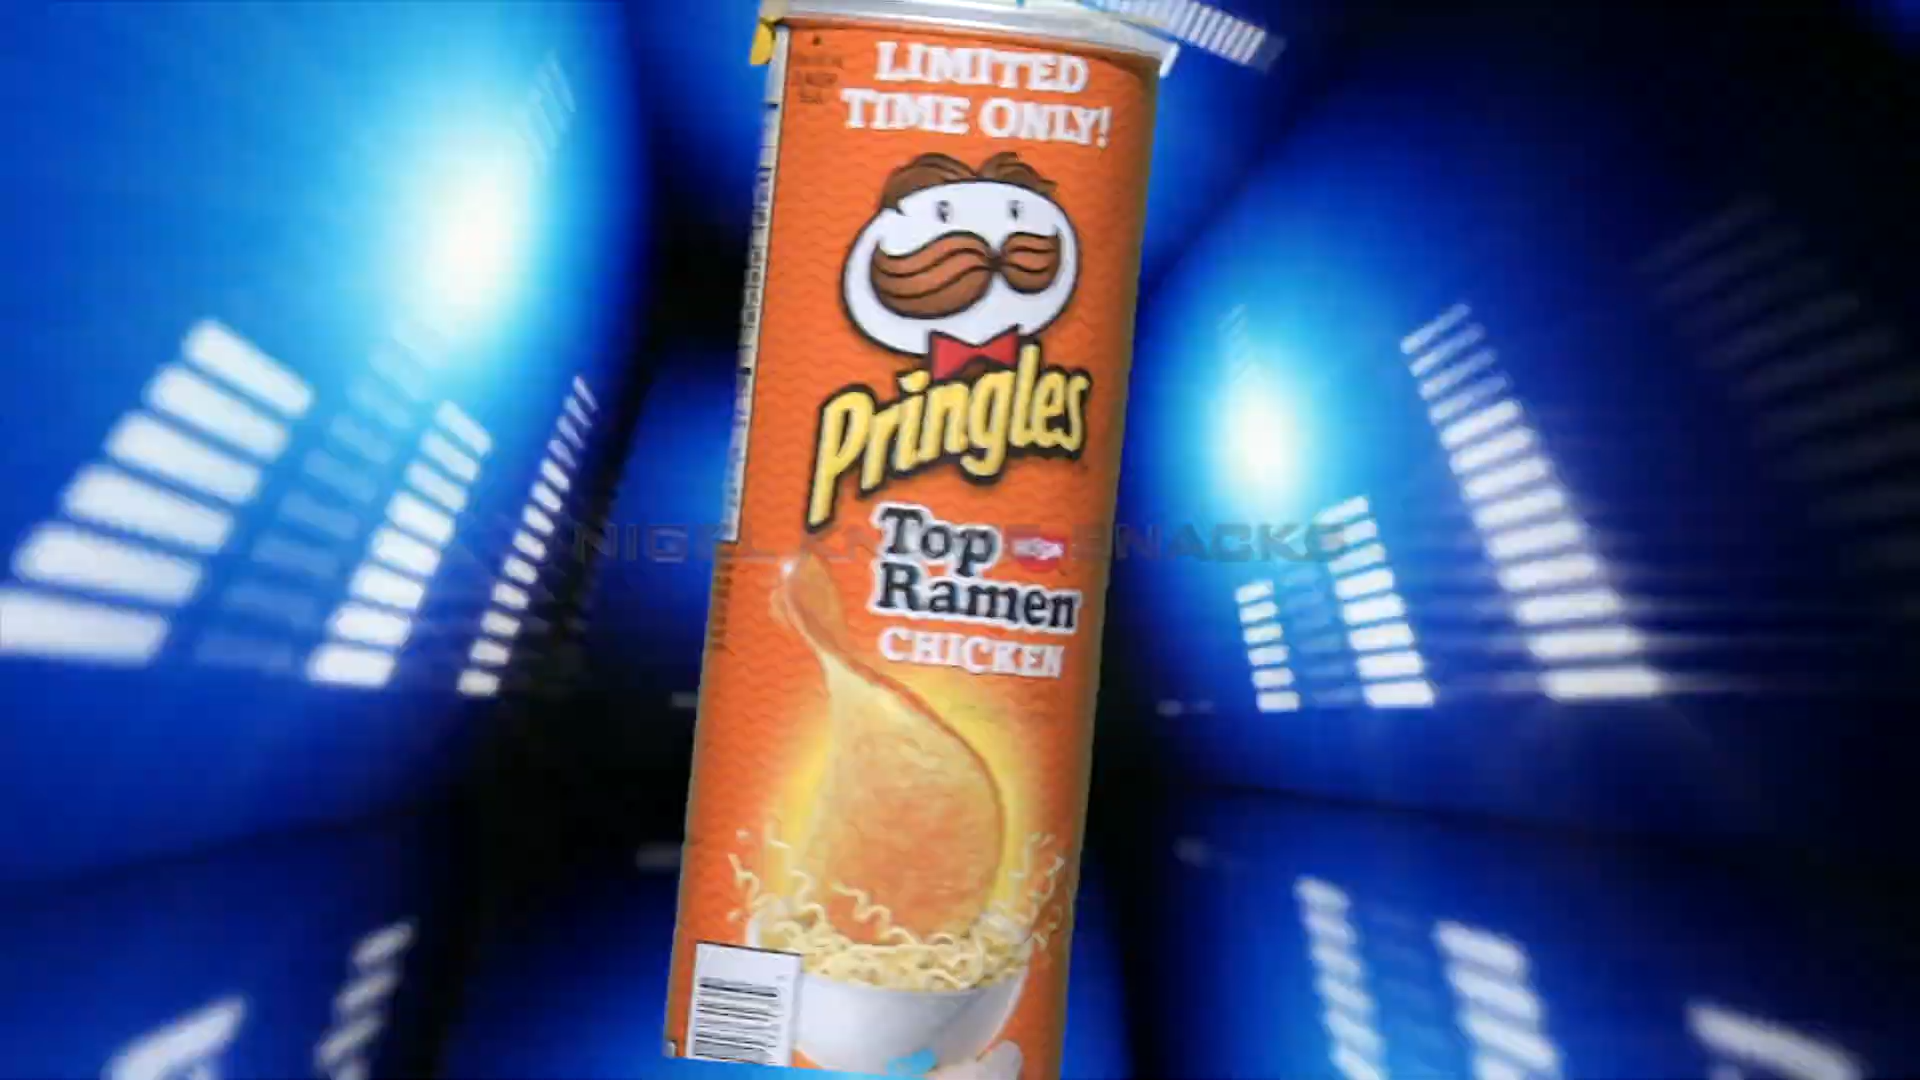 LIMITED
TIME ONLY!
Pringles
Top
Ramen
CHICKEN